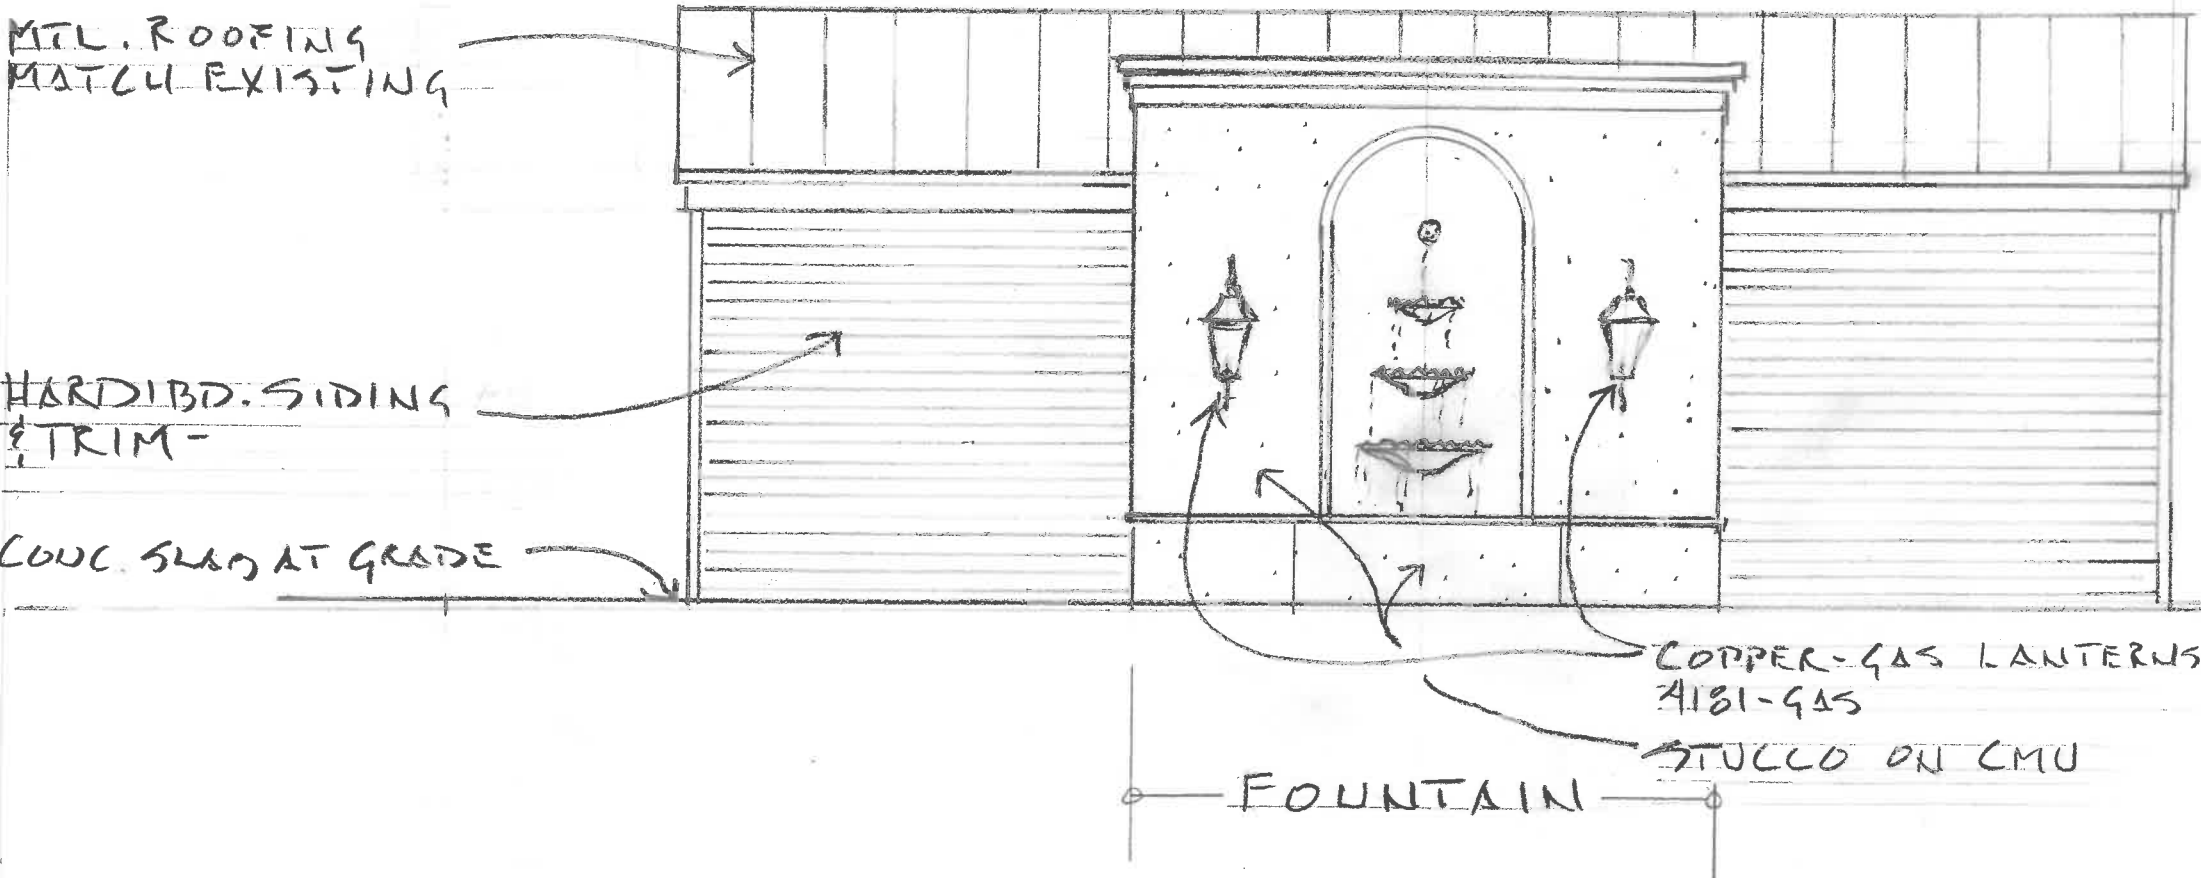 MTL. ROOFING
MATCH EXISTING
HARDIBD. SIDING
& TRIM-
CONC. SLAB AT GRADE
COPPER-GAS LANTERNS
4181-GAS
STUCCO ON CMU
FOUNTAIN